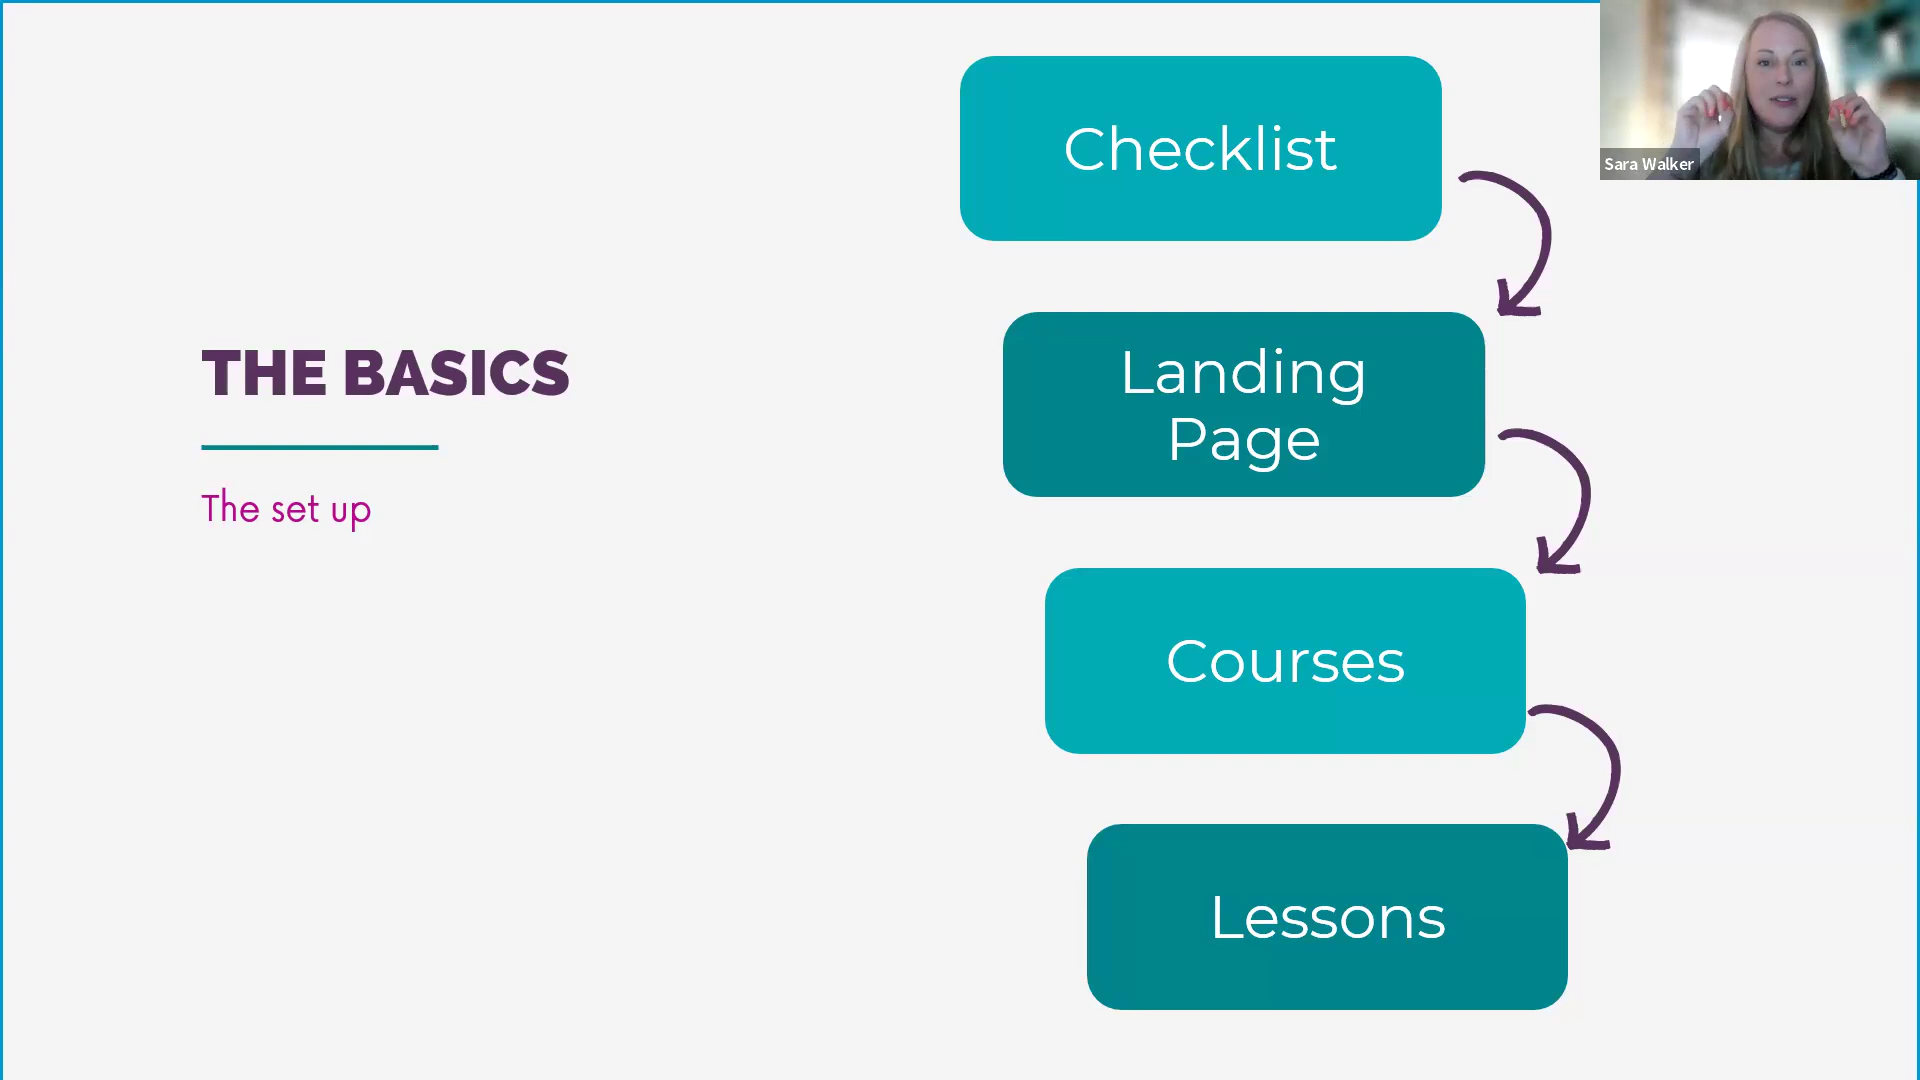 THE BASICS
The set up
Checklist
Landing
Page
Courses
Lessons
Sara Walker